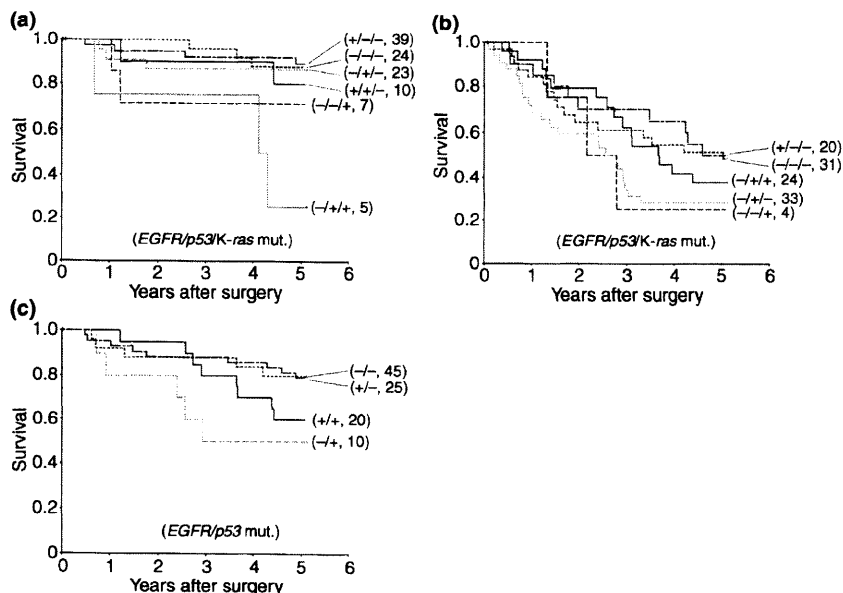 (a)
Survival
1.0
0.8
0.6
0.4
0.2
0 1 2 3 4 5 6
Years after surgery
(+/−/−, 39)
(−/−/−, 24)
(−/+/−, 23)
(+/+/−, 10)
(−/−/+, 7)
(−/+/+, 5)
(EGFR/p53/K-ras mut.)
(b)
Survival
1.0
0.8
0.6
0.4
0.2
0 1 2 3 4 5 6
Years after surgery
(+/−/−, 20)
(−/−/−, 31)
(−/+/+, 24)
(−/+/−, 33)
(−/−/+, 4)
(EGFR/p53/K-ras mut.)
(c)
Survival
1.0
0.8
0.6
0.4
0.2
0 1 2 3 4 5 6
Years after surgery
(−/−, 45)
(+/−, 25)
(+/+, 20)
(−/+, 10)
(EGFR/p53 mut.)